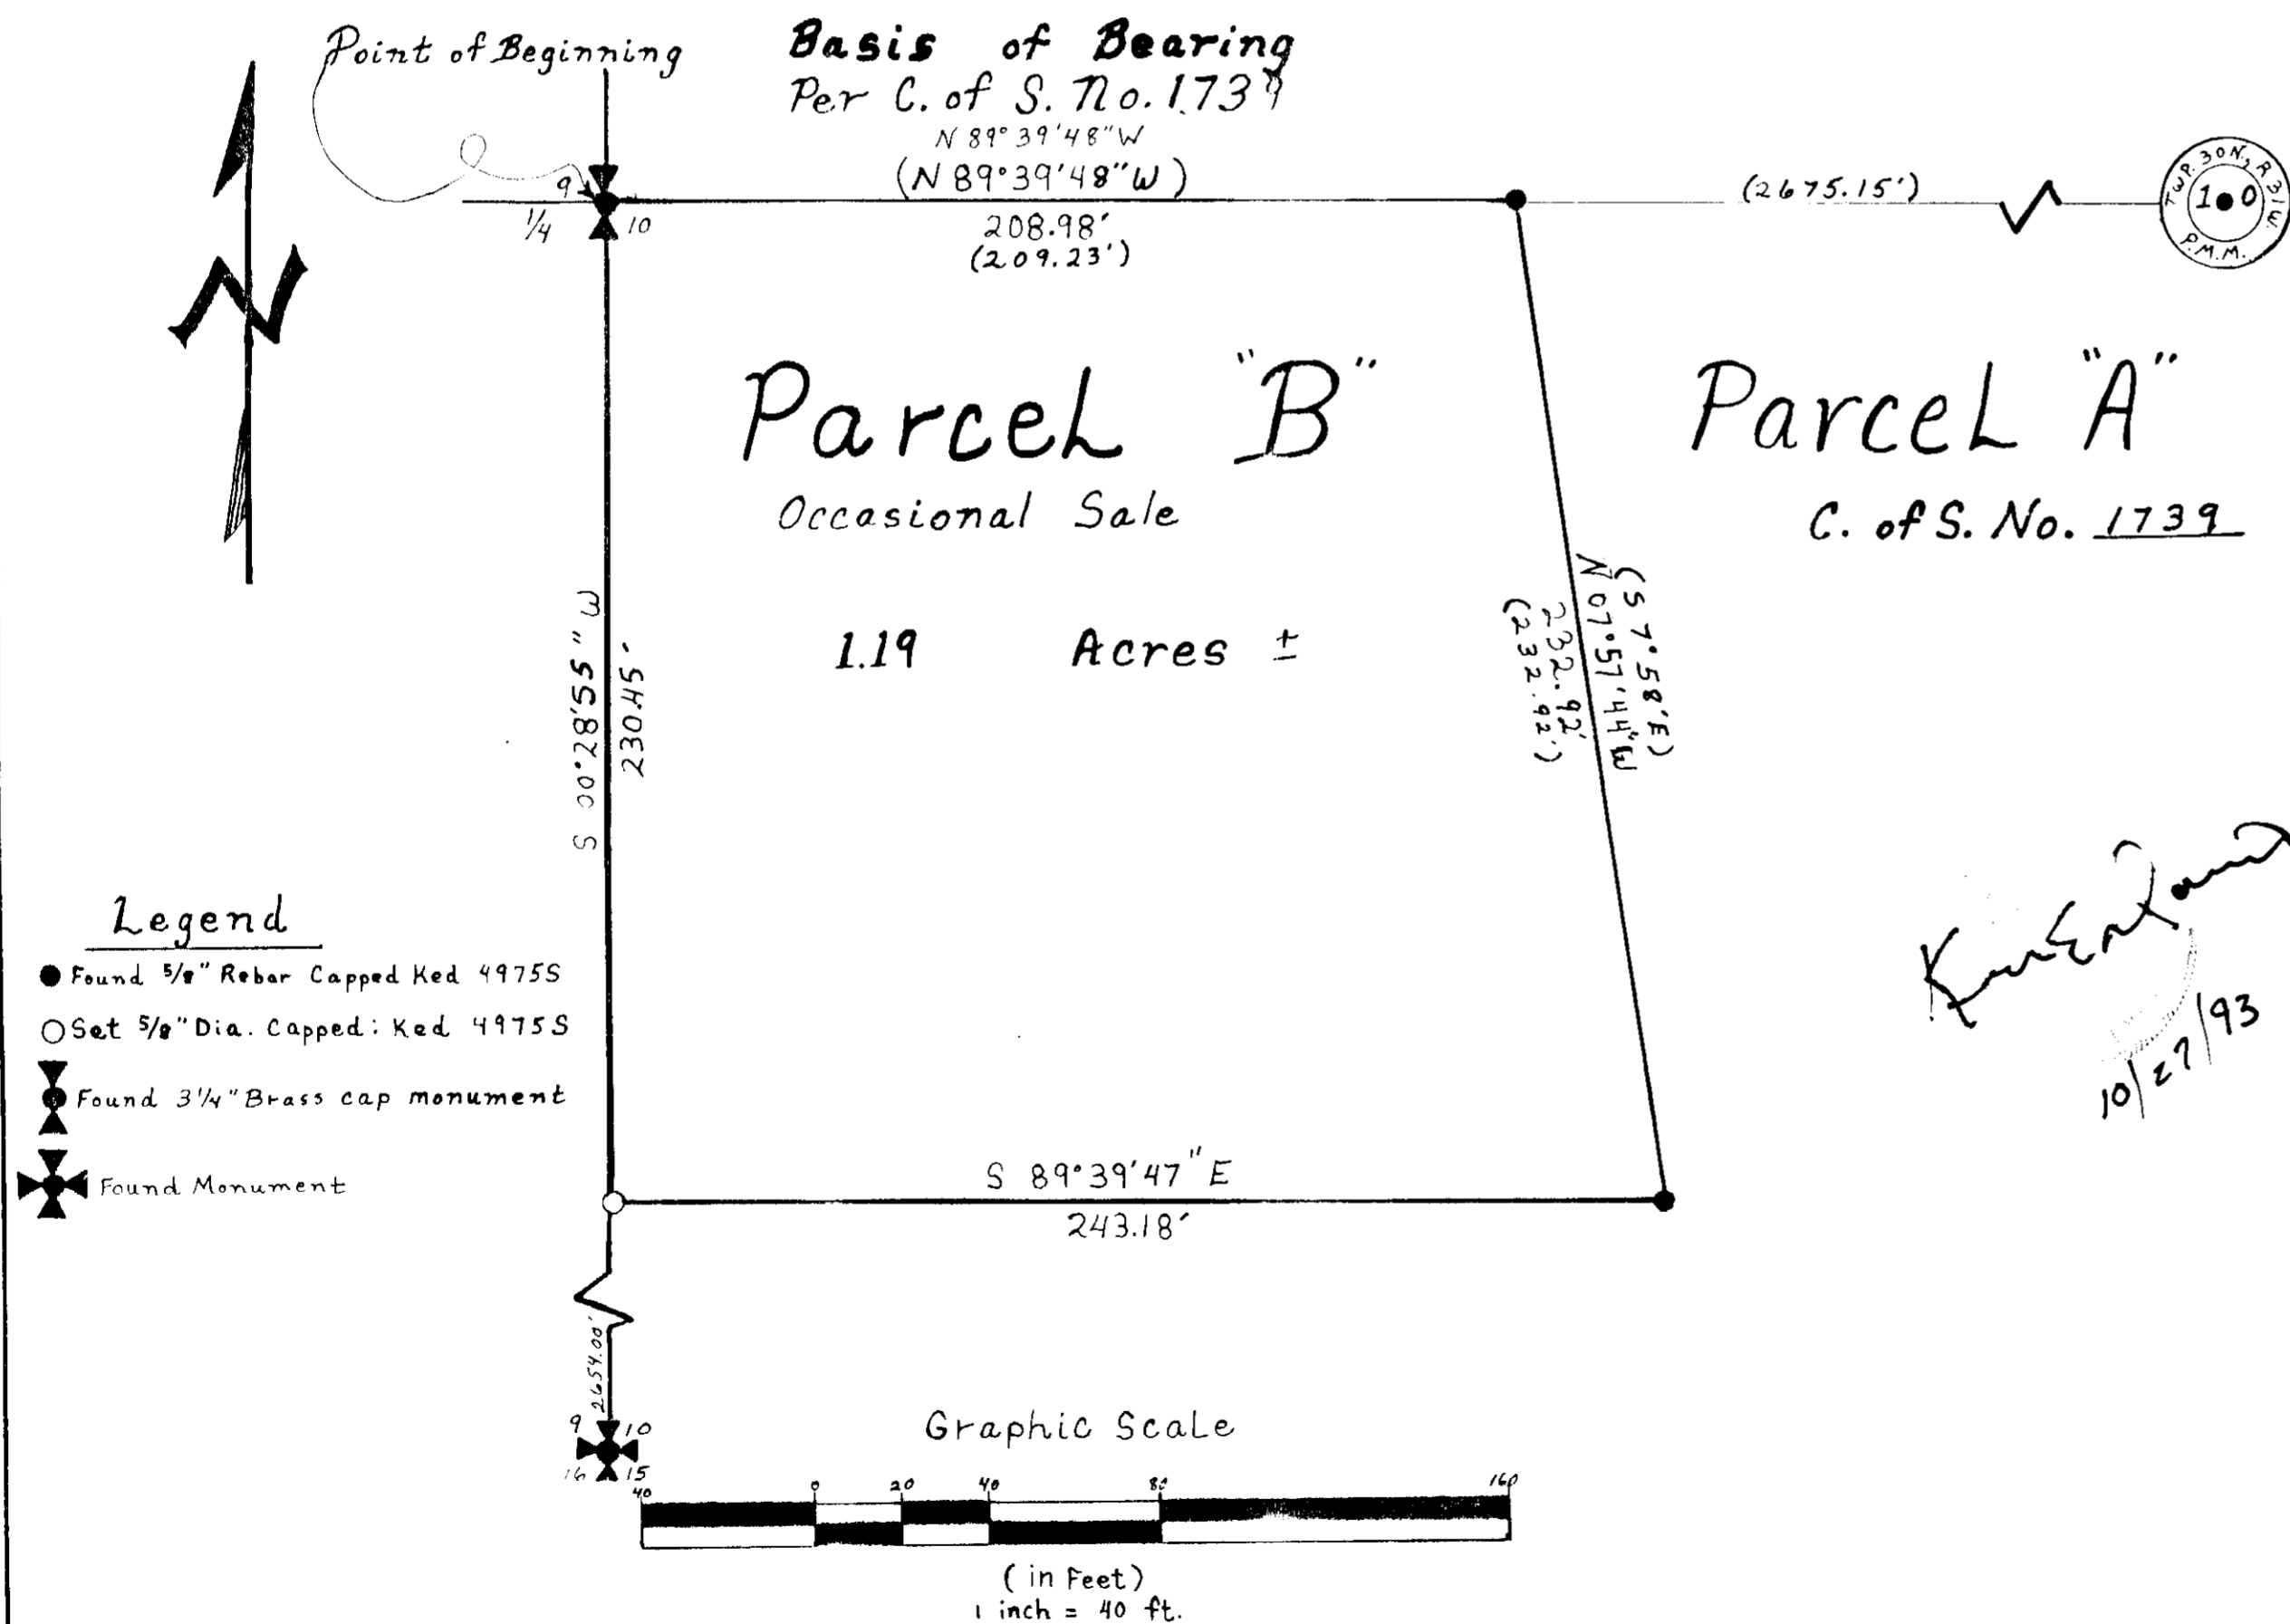 Point of Beginning
Basis of Bearing
Per C. of S. No. 1739
N 89° 39' 48" W
(N 89° 39' 48" W)
208.98'
(209.23')
9
1/4
10
(2675.15')
TWP. 30N., R 31W.
1 0
P.M.M.
N
Parcel "B"
Occasional Sale
1.19 Acres ±
Parcel "A"
C. of S. No. 1739
S 00° 28' 55" W
230.45'
(S 7° 58' E)
N 07° 57' 44" W
232.92'
(232.92')
Legend
Found 5/8" Rebar Capped Ked 4975S
Set 5/8" Dia. Capped: Ked 4975S
Found 3 1/4" Brass cap monument
Found Monument
10/27/93
S 89° 39' 47" E
243.18'
2654.00'
9 10
16 15
Graphic Scale
40 0 20 40 80 160
(in Feet)
1 inch = 40 ft.